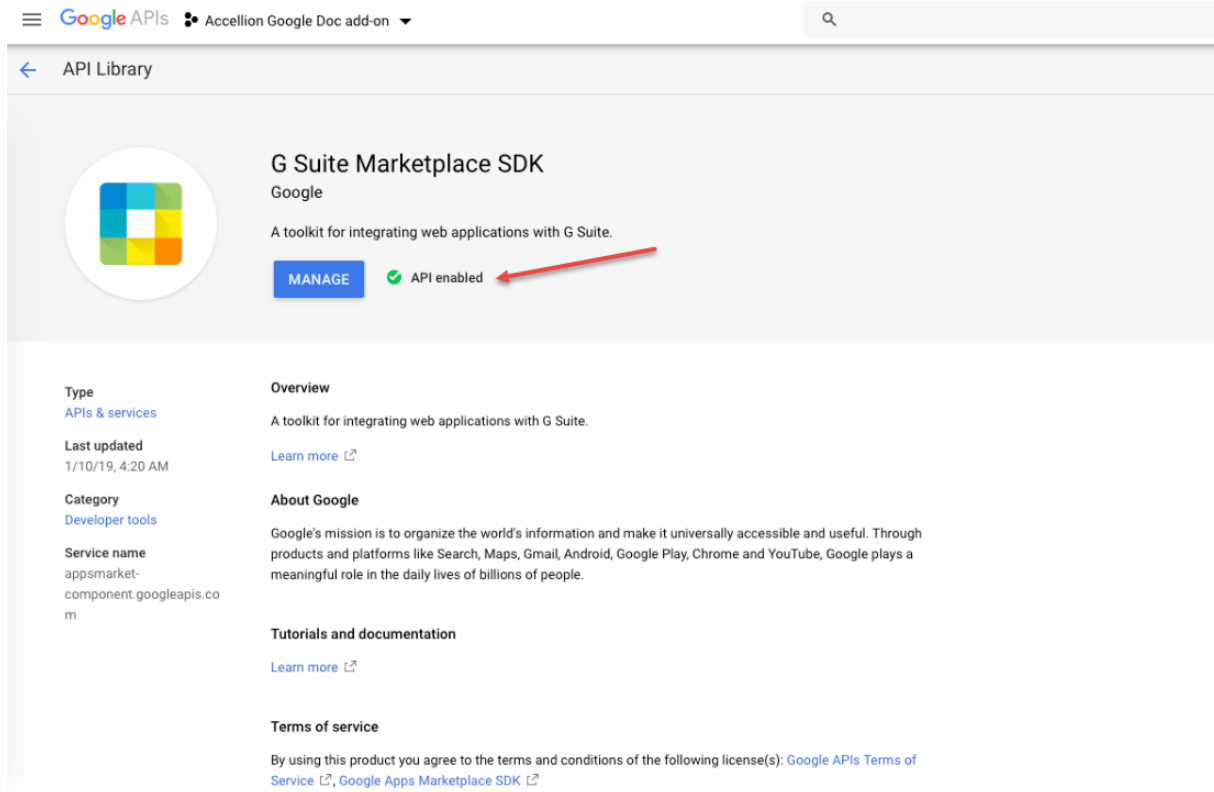 Google APIs Accellion Google Doc add-on
API Library
G Suite Marketplace SDK
Google
A toolkit for integrating web applications with G Suite.
MANAGE API enabled
Type
APIs & services
Last updated
1/10/19, 4:20 AM
Category
Developer tools
Service name
appsmarket-
component.googleapis.co
m
Overview
A toolkit for integrating web applications with G Suite.
Learn more
About Google
Google's mission is to organize the world's information and make it universally accessible and useful. Through
products and platforms like Search, Maps, Gmail, Android, Google Play, Chrome and YouTube, Google plays a
meaningful role in the daily lives of billions of people.
Tutorials and documentation
Learn more
Terms of service
By using this product you agree to the terms and conditions of the following license(s): Google APIs Terms of
Service , Google Apps Marketplace SDK